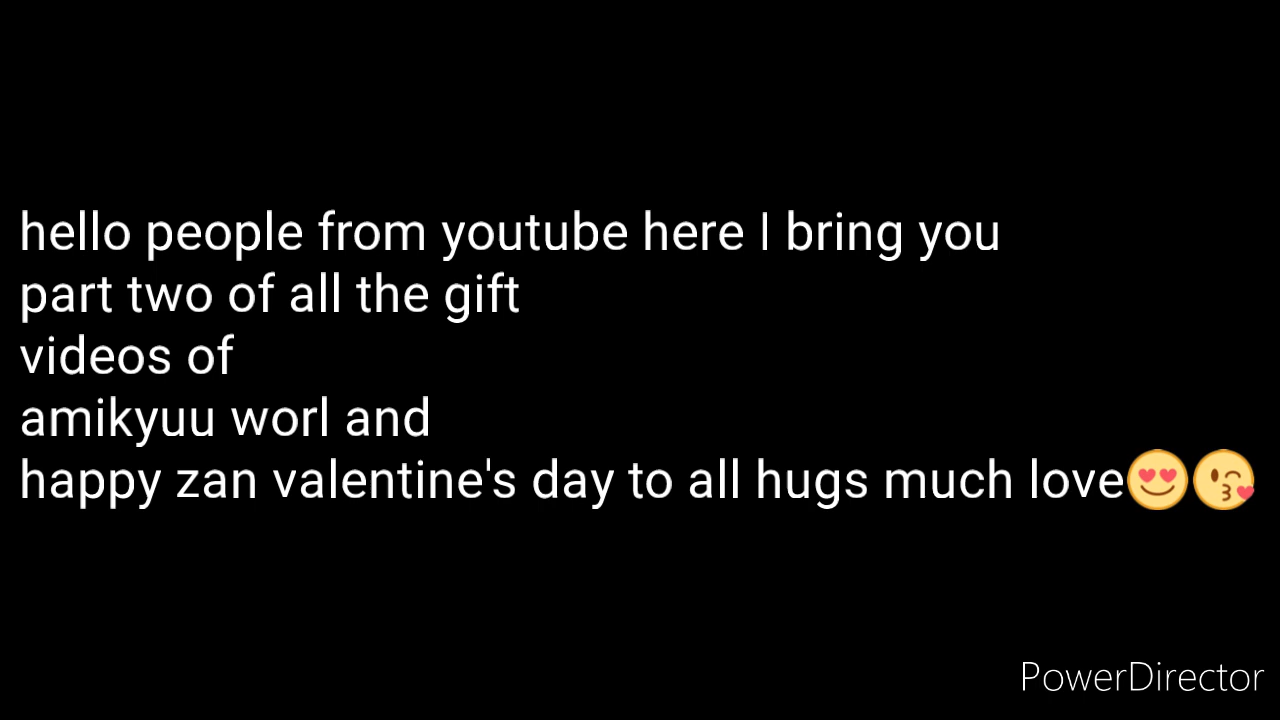 hello people from youtube here I bring you
part two of all the gift
videos of
amikyuu worl and
happy zan valentine's day to all hugs much love😍😘
PowerDirector